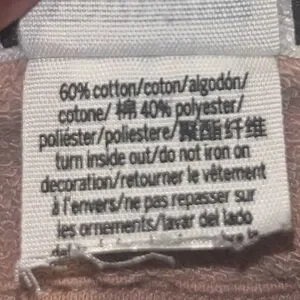 60% cotton/coton/algodón/
cotone/ 棉 40% polyester/
poliéster/poliestere/聚酯纤维
turn inside out/do not iron on
decoration/retourner le vêtement
à l'envers/ne pas repasser sur
les ornements/lavar del lado
del